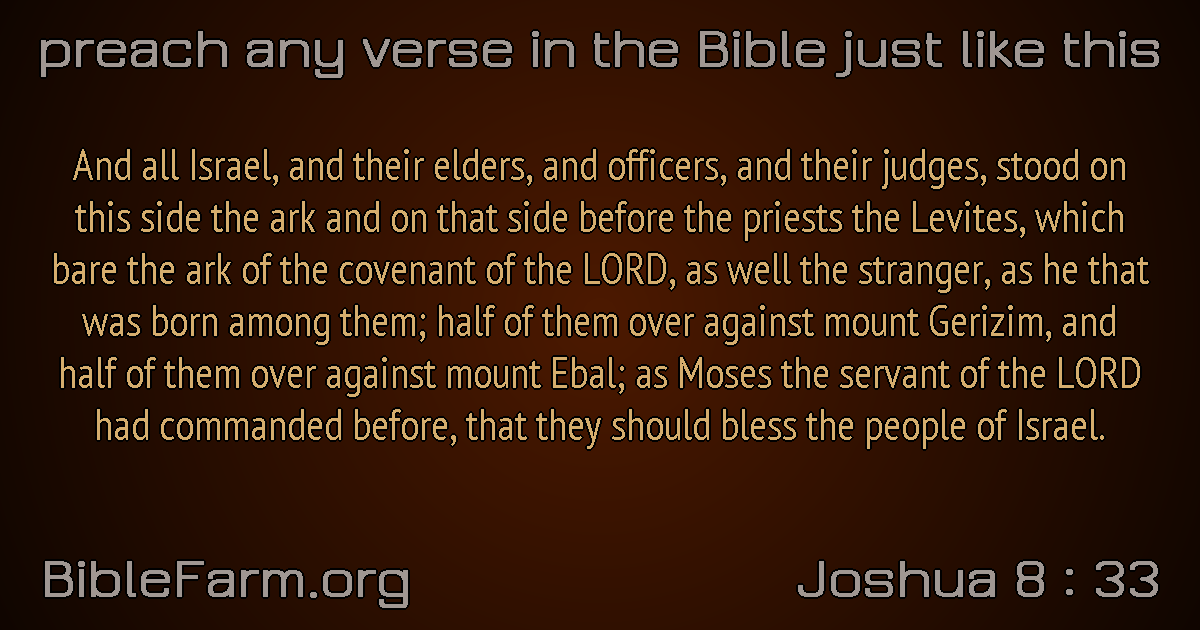 preach any verse in the Bible just like this
And all Israel, and their elders, and officers, and their judges, stood on
this side the ark and on that side before the priests the Levites, which
bare the ark of the covenant of the LORD, as well the stranger, as he that
was born among them; half of them over against mount Gerizim, and
half of them over against mount Ebal; as Moses the servant of the LORD
had commanded before, that they should bless the people of Israel.
BibleFarm.org
Joshua 8 : 33